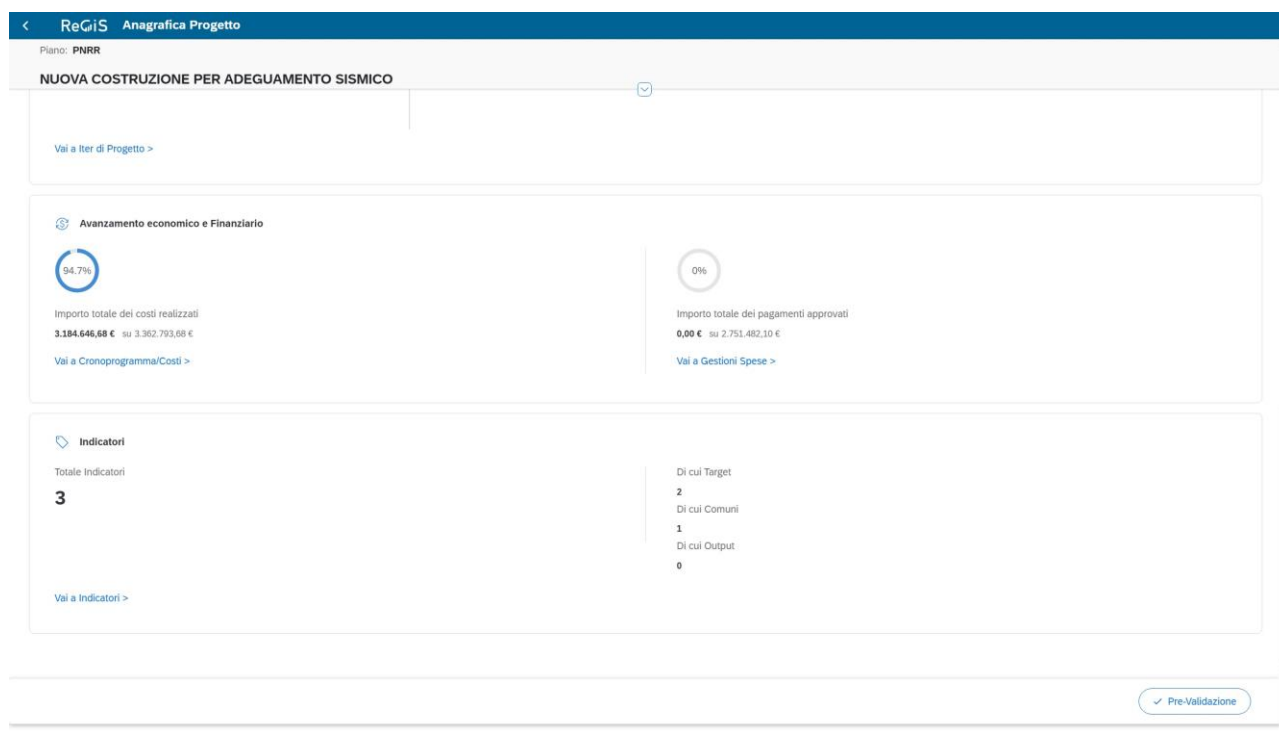 ReGiS Anagrafica Progetto
Piano: PNRR
NUOVA COSTRUZIONE PER ADEGUAMENTO SISMICO
Vai a Iter di Progetto >
Avanzamento economico e Finanziario
94.7%
Importo totale dei costi realizzati
3.184.646,68 € su 3.362.793,68 €
Vai a Cronoprogramma/Costi >
0%
Importo totale dei pagamenti approvati
0,00 € su 2.751.482,10 €
Vai a Gestioni Spese >
Indicatori
Totale Indicatori
3
Di cui Target
2
Di cui Comuni
1
Di cui Output
0
Vai a Indicatori >
Pre-Validazione